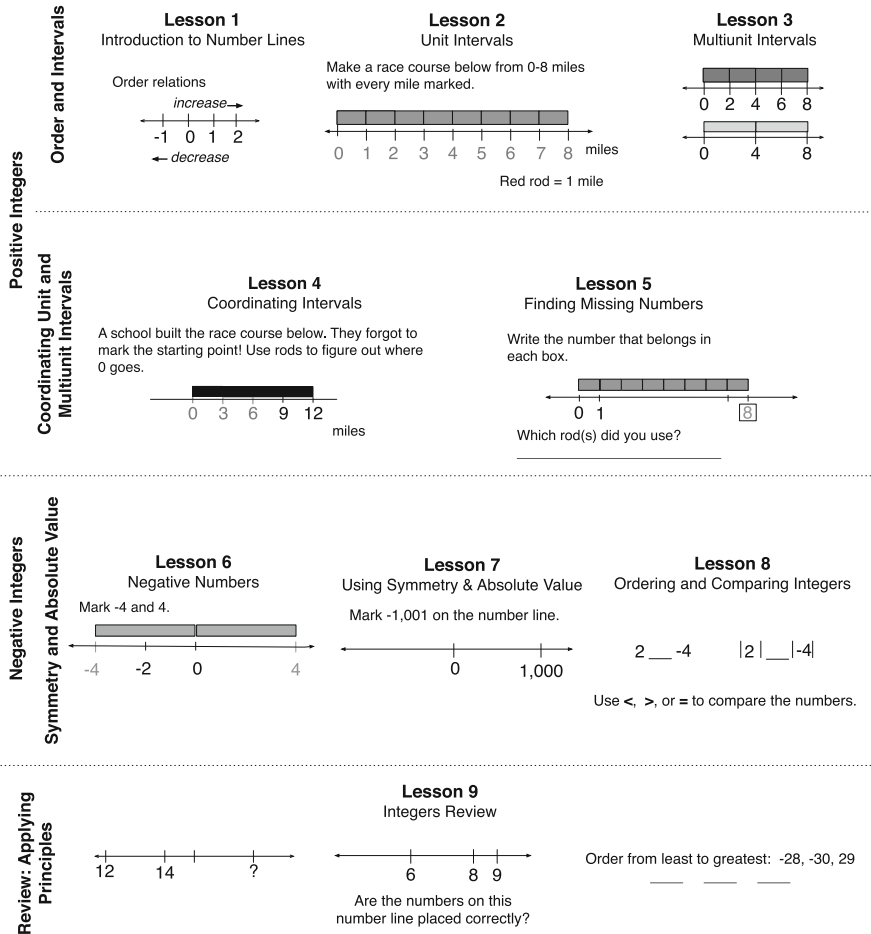 Positive Integers
Order and Intervals
Lesson 1
Introduction to Number Lines
Order relations
increase
-1 0 1 2
decrease
Lesson 2
Unit Intervals
Make a race course below from 0-8 miles
with every mile marked.
0 1 2 3 4 5 6 7 8 miles
Red rod = 1 mile
Lesson 3
Multiunit Intervals
0 2 4 6 8
0 4 8
Coordinating Unit and
Multiunit Intervals
Lesson 4
Coordinating Intervals
A school built the race course below. They forgot to
mark the starting point! Use rods to figure out where
0 goes.
0 3 6 9 12
miles
Lesson 5
Finding Missing Numbers
Write the number that belongs in
each box.
0 1 8
Which rod(s) did you use?
Negative Integers
Symmetry and Absolute Value
Lesson 6
Negative Numbers
Mark -4 and 4.
-4 -2 0 4
Lesson 7
Using Symmetry & Absolute Value
Mark -1,001 on the number line.
0 1,000
Lesson 8
Ordering and Comparing Integers
2 __ -4 |2| __ |-4|
Use <, >, or = to compare the numbers.
Review: Applying
Principles
12 14 ?
Lesson 9
Integers Review
6 8 9
Are the numbers on this
number line placed correctly?
Order from least to greatest: -28, -30, 29